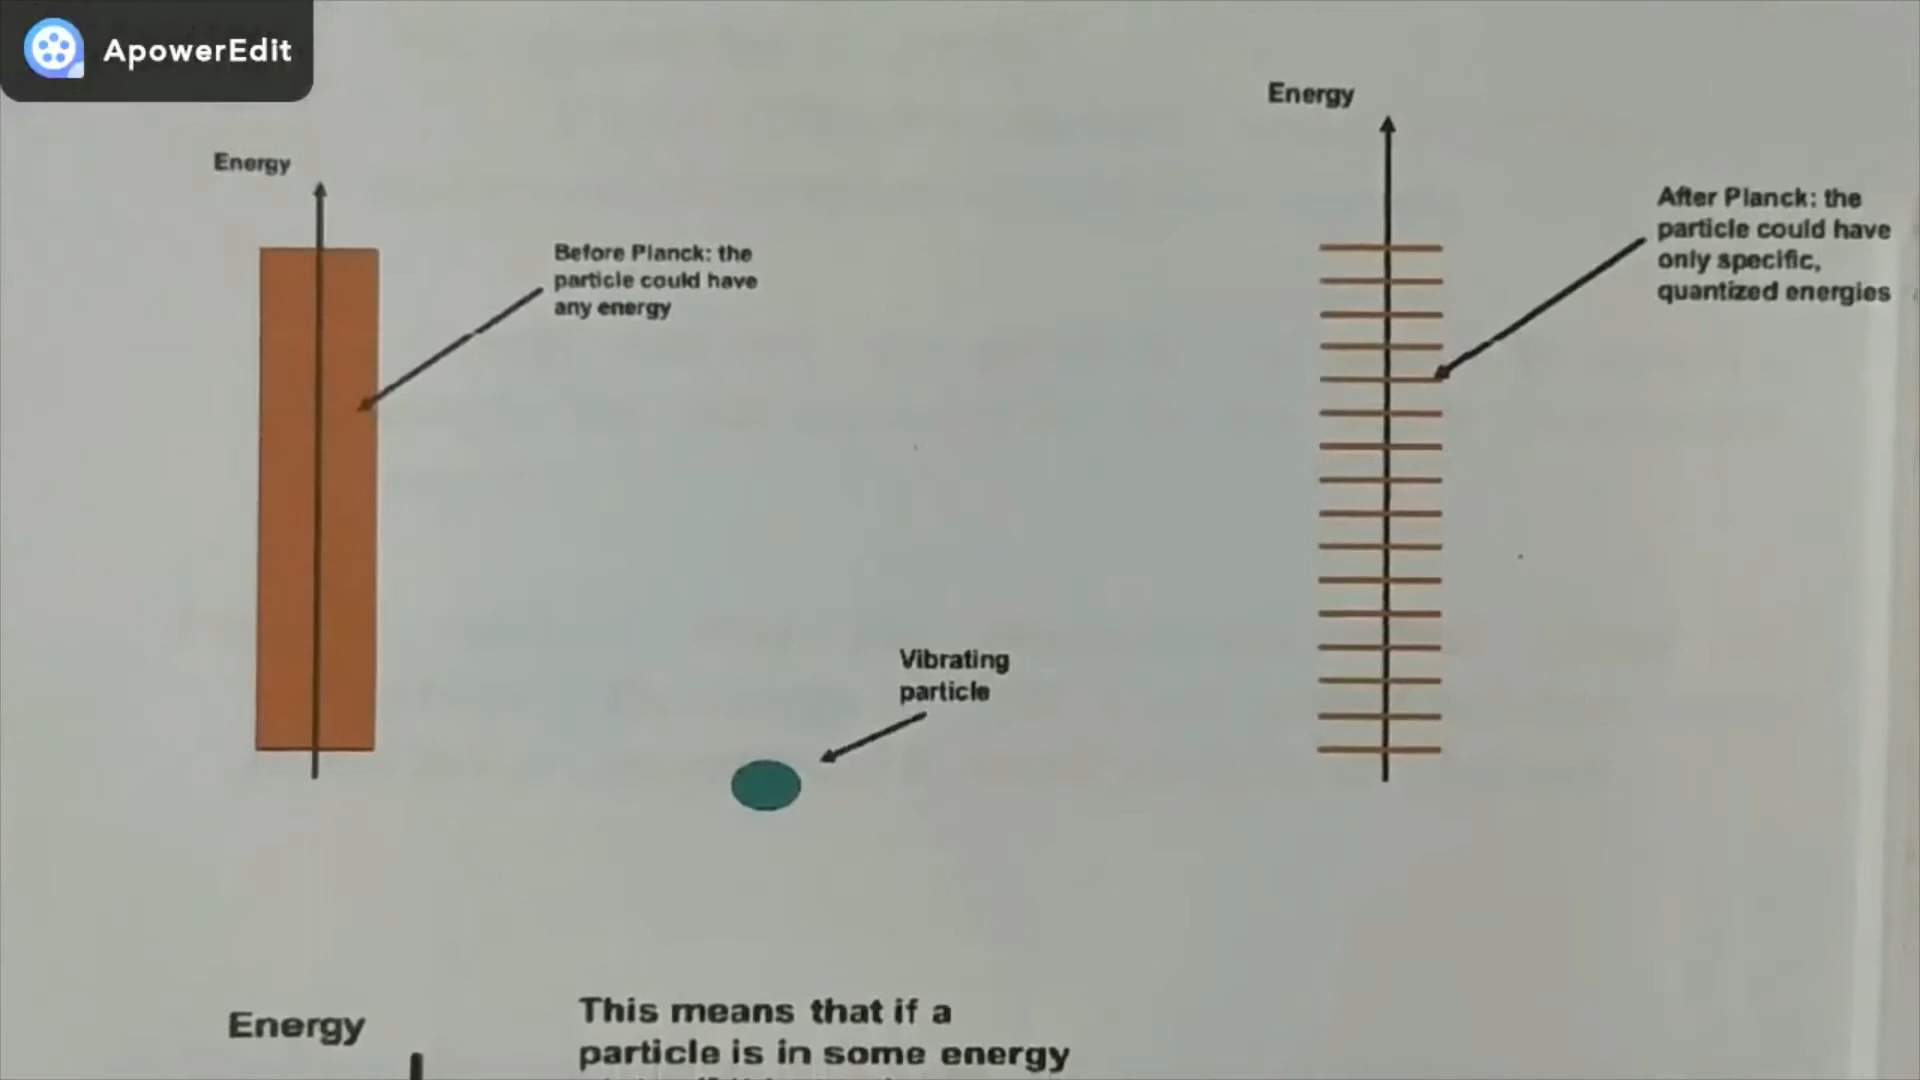 ApowerEdit
Energy
Before Planck: the
particle could have
any energy
Vibrating
particle
Energy
After Planck: the
particle could have
only specific,
quantized energies
Energy
This means that if a
particle is in some energy